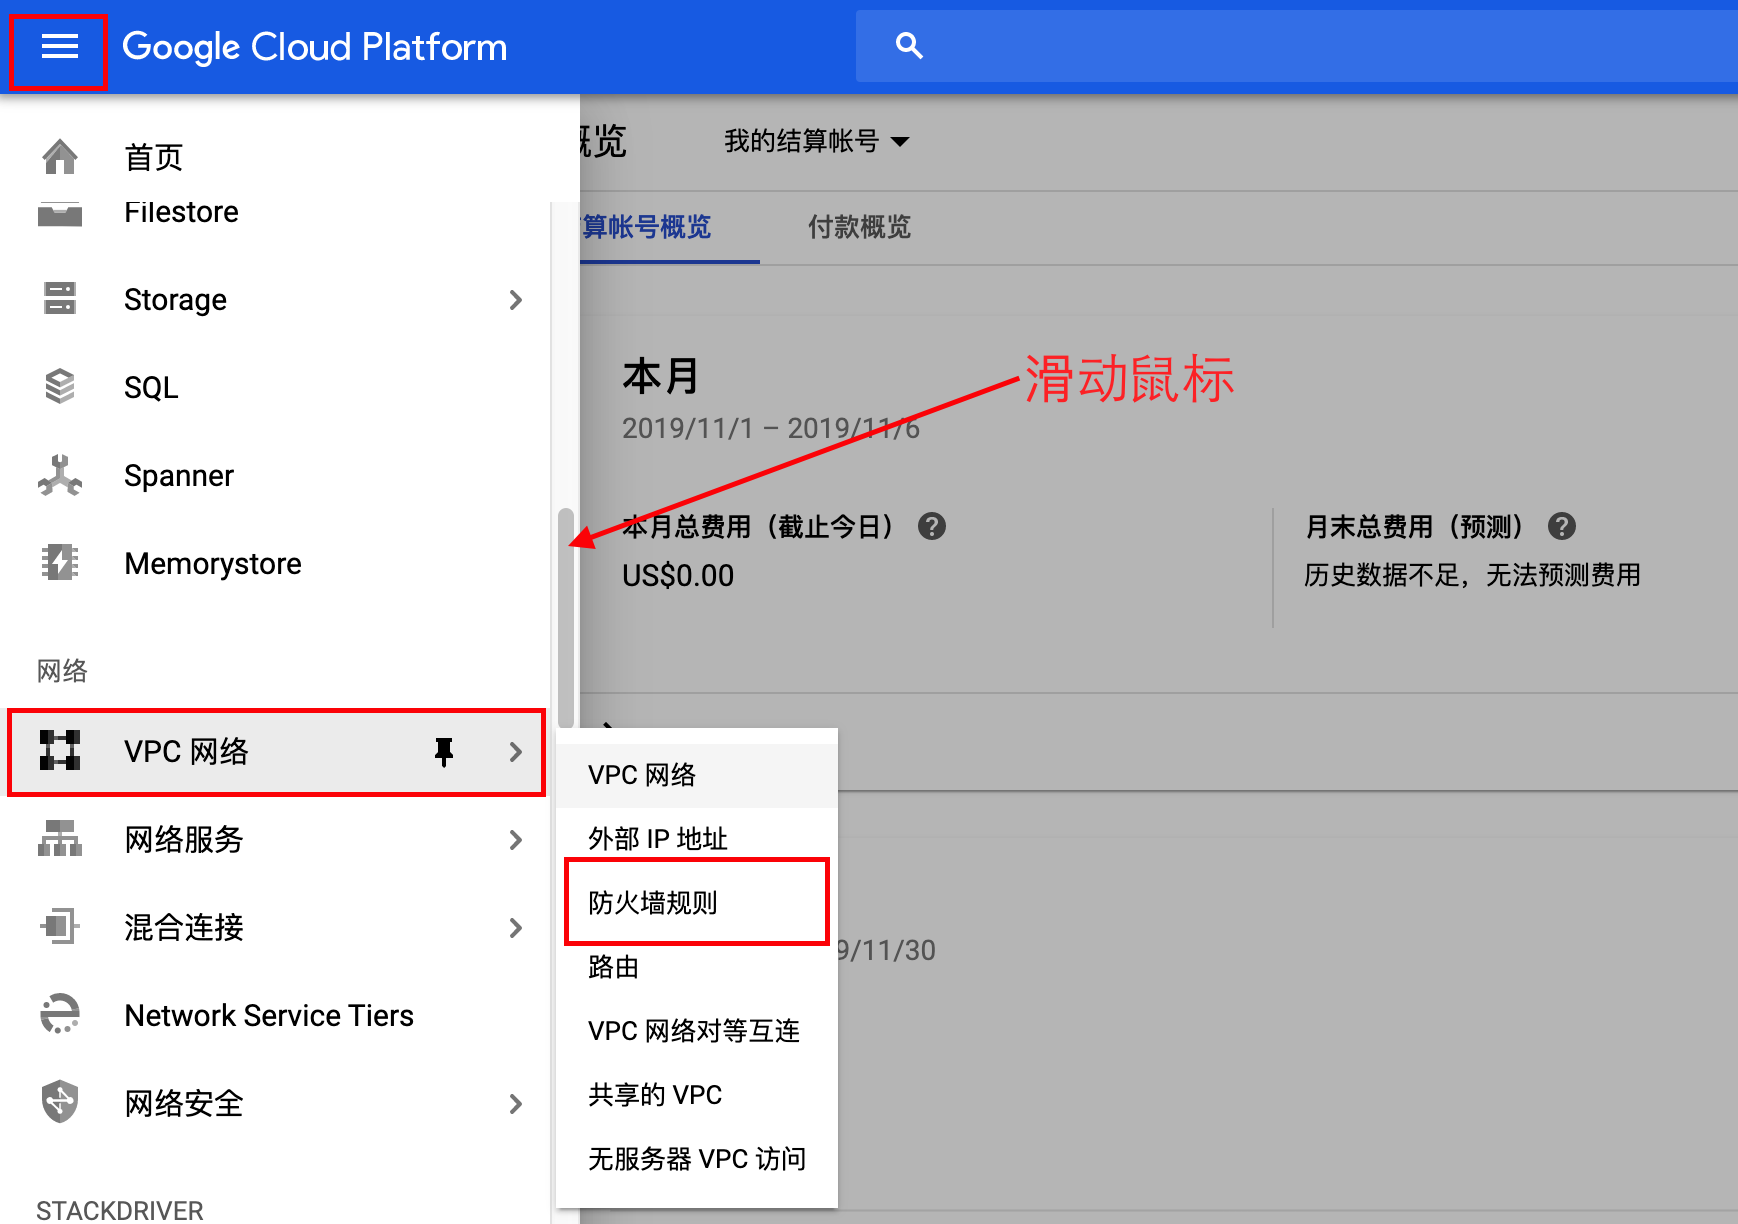 Google Cloud Platform
首页
Filestore
Storage
SQL
Spanner
Memorystore
网络
VPC 网络
网络服务
混合连接
Network Service Tiers
网络安全
STACKDRIVER
VPC 网络
外部 IP 地址
防火墙规则
路由
VPC 网络对等互连
共享的 VPC
无服务器 VPC 访问
概览
我的结算帐号
算帐号概览
付款概览
本月
2019/11/1 – 2019/11/6
滑动鼠标
本月总费用（截止今日）
US$0.00
月末总费用（预测）
历史数据不足，无法预测费用
9/11/30